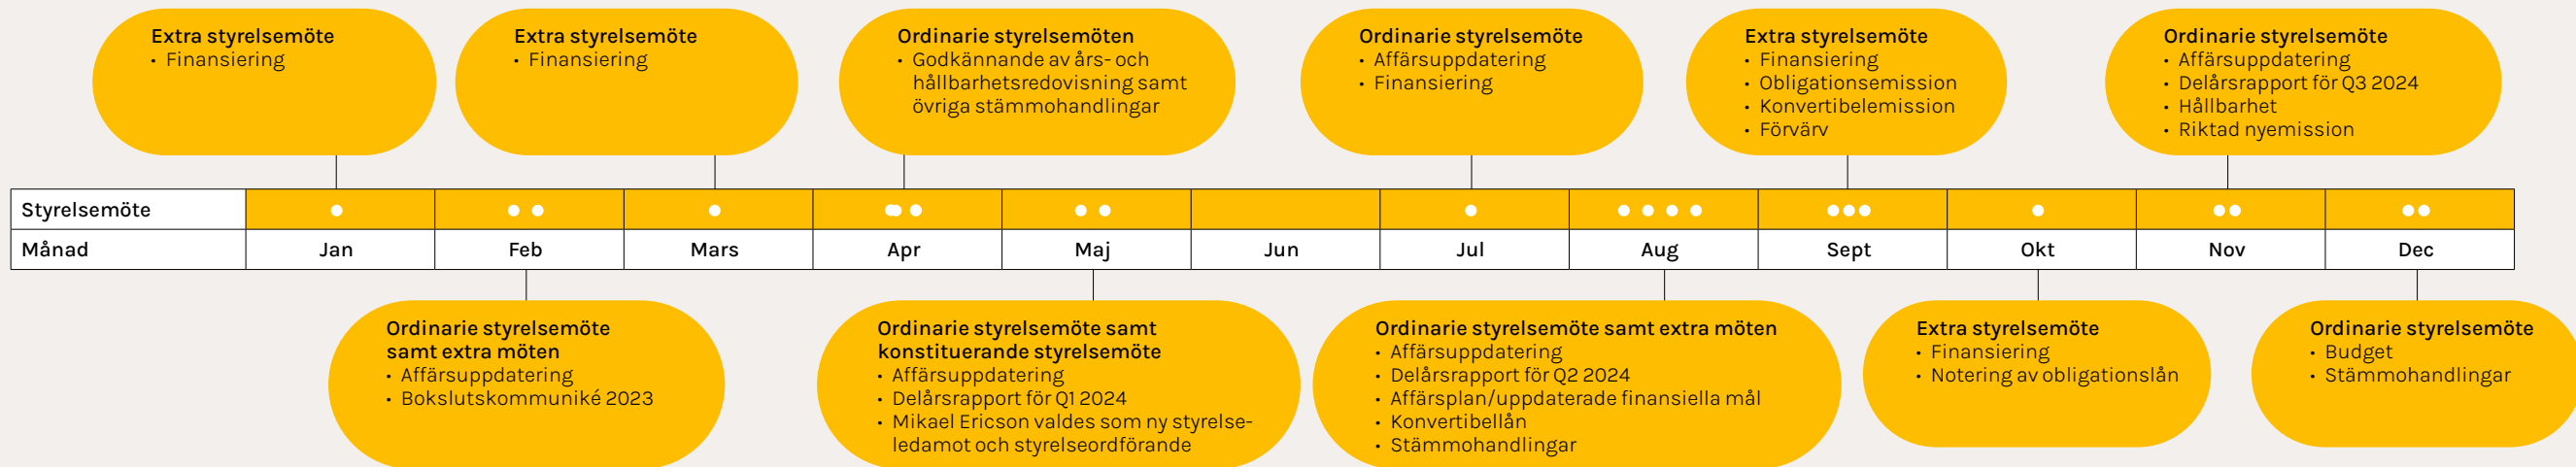 Extra styrelsemöte
• Finansiering
Extra styrelsemöte
• Finansiering
Ordinarie styrelsemöten
• Godkännande av års- och
hållbarhetsredovisning samt
övriga stämmohandlingar
Ordinarie styrelsemöte
• Affärsuppdatering
• Finansiering
Extra styrelsemöte
• Finansiering
• Obligationsemission
• Konvertibelemission
• Förvärv
Ordinarie styrelsemöte
• Affärsuppdatering
• Delårsrapport för Q3 2024
• Hållbarhet
• Riktad nyemission
Styrelsemöte
Månad Jan Feb Mars Apr Maj Jun Jul Aug Sept Okt Nov Dec
Ordinarie styrelsemöte
samt extra möten
• Affärsuppdatering
• Bokslutskommuniké 2023
Ordinarie styrelsemöte samt
konstituerande styrelsemöte
• Affärsuppdatering
• Delårsrapport för Q1 2024
• Mikael Ericson valdes som ny styrelse-
ledamot och styrelseordförande
Ordinarie styrelsemöte samt extra möten
• Affärsuppdatering
• Delårsrapport för Q2 2024
• Affärsplan/uppdaterade finansiella mål
• Konvertibellån
• Stämmohandlingar
Extra styrelsemöte
• Finansiering
• Notering av obligationslån
Ordinarie styrelsemöte
• Budget
• Stämmohandlingar